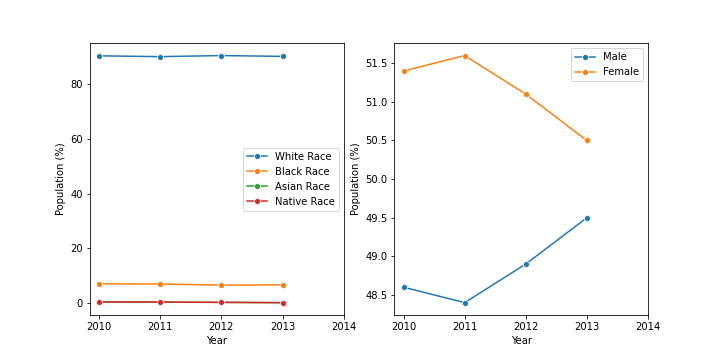 80
60
40
20
0
Population (%)
2010 2011 2012 2013 2014
Year
White Race
Black Race
Asian Race
Native Race
51.5
51.0
50.5
50.0
49.5
49.0
48.5
Population (%)
2010 2011 2012 2013 2014
Year
Male
Female